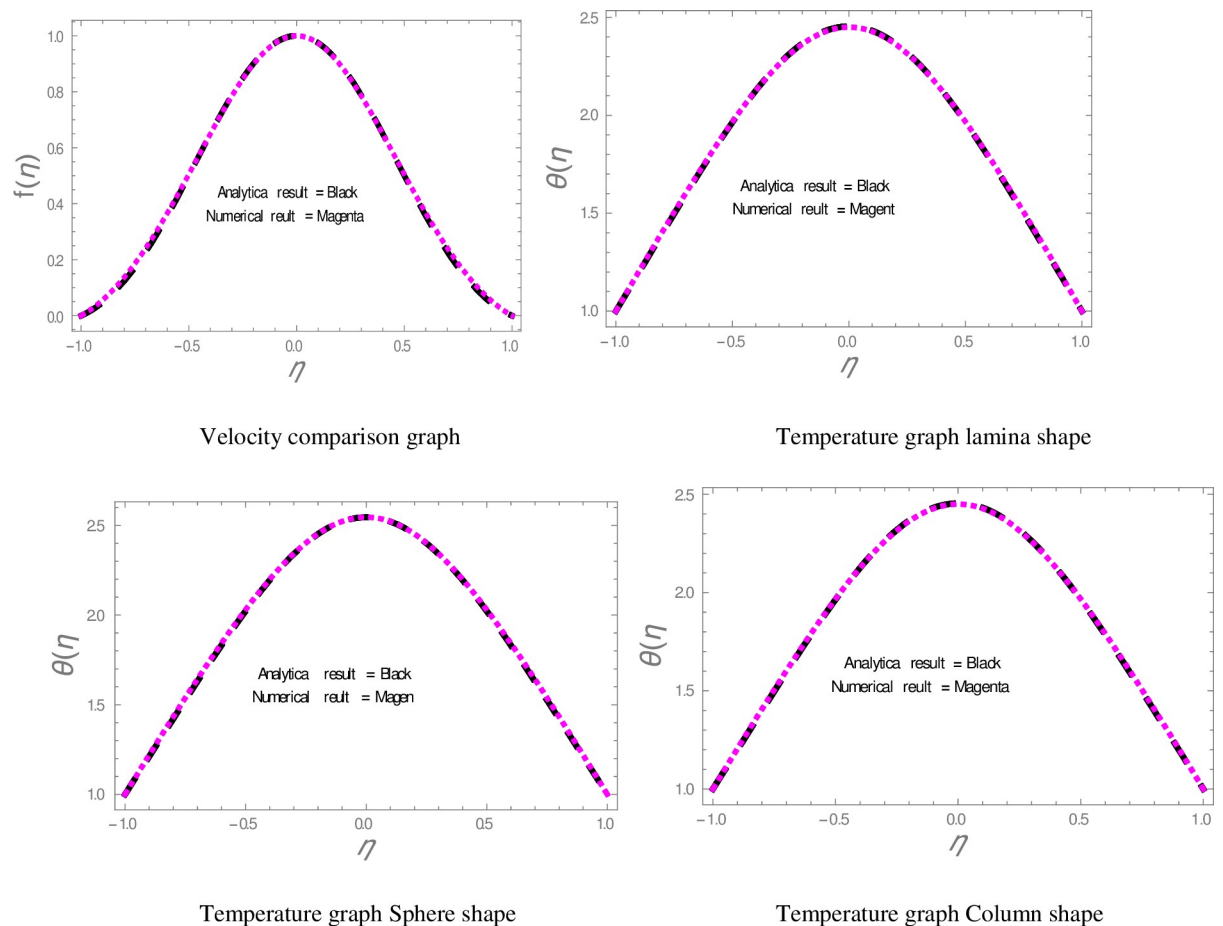 1.0
0.8
0.6
0.4
0.2
0.0
f(η)
Analytica result = Black
Numerical reult = Magenta
−1.0 −0.5 0.0 0.5 1.0
η
Velocity comparison graph
2.5
2.0
1.5
1.0
θ(η
Analytica result = Black
Numerical reult = Magent
−1.0 −0.5 0.0 0.5 1.0
η
Temperature graph lamina shape
25
20
15
1.0
θ(η
Analytica result = Black
Numerical reult = Magen
−1.0 −0.5 0.0 0.5 1.0
η
Temperature graph Sphere shape
2.5
2.0
1.5
1.0
θ(η
Analytica result = Black
Numerical reult = Magenta
−1.0 −0.5 0.0 0.5 1.0
η
Temperature graph Column shape